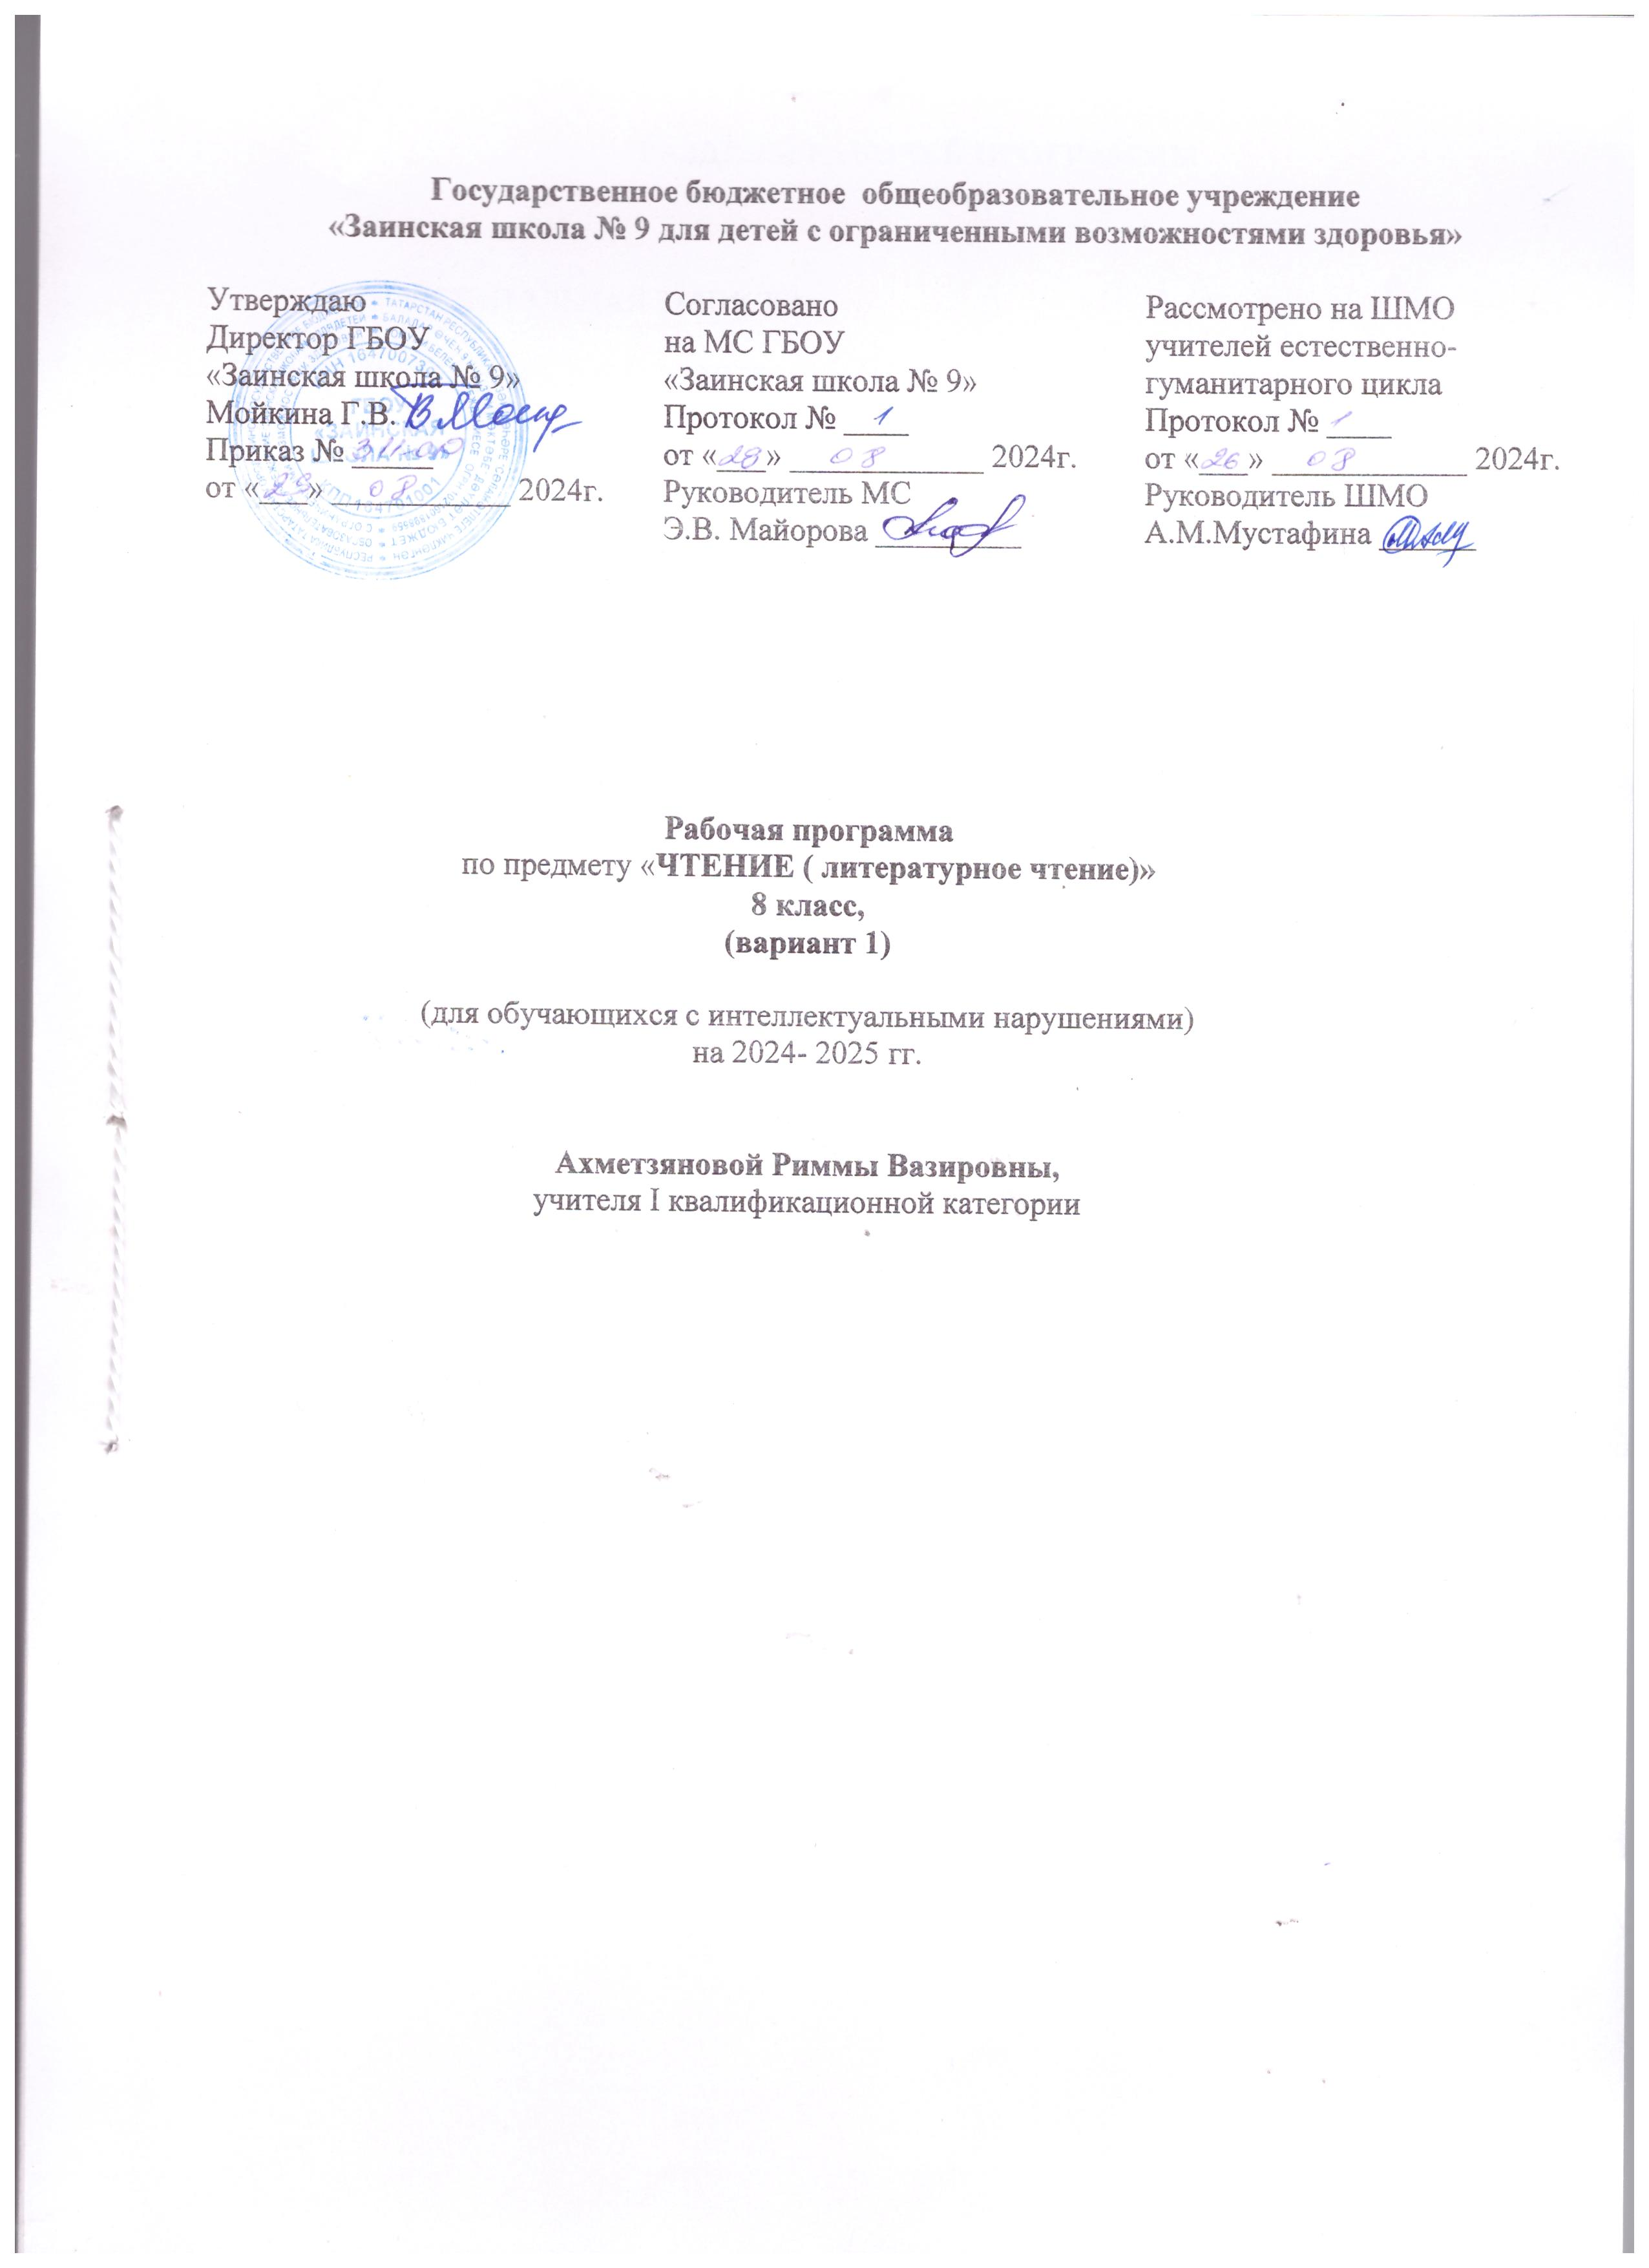 Государственное бюджетное общеобразовательное учреждение
«Заинская школа № 9 для детей с ограниченными возможностями здоровья»
Утверждаю
Директор ГБОУ
«Заинская школа № 9»
Мойкина Г.В.
Приказ №
от «29» 08 2024г.
Согласовано
на МС ГБОУ
«Заинская школа № 9»
Протокол № 1
от «28» 08 2024г.
Руководитель МС
Э.В. Майорова
Рассмотрено на ШМО
учителей естественно-
гуманитарного цикла
Протокол № 1
от «26» 08 2024г.
Руководитель ШМО
А.М.Мустафина
Рабочая программа
по предмету «ЧТЕНИЕ ( литературное чтение)»
8 класс,
(вариант 1)
(для обучающихся с интеллектуальными нарушениями)
на 2024- 2025 гг.
Ахметзяновой Риммы Вазировны,
учителя I квалификационной категории